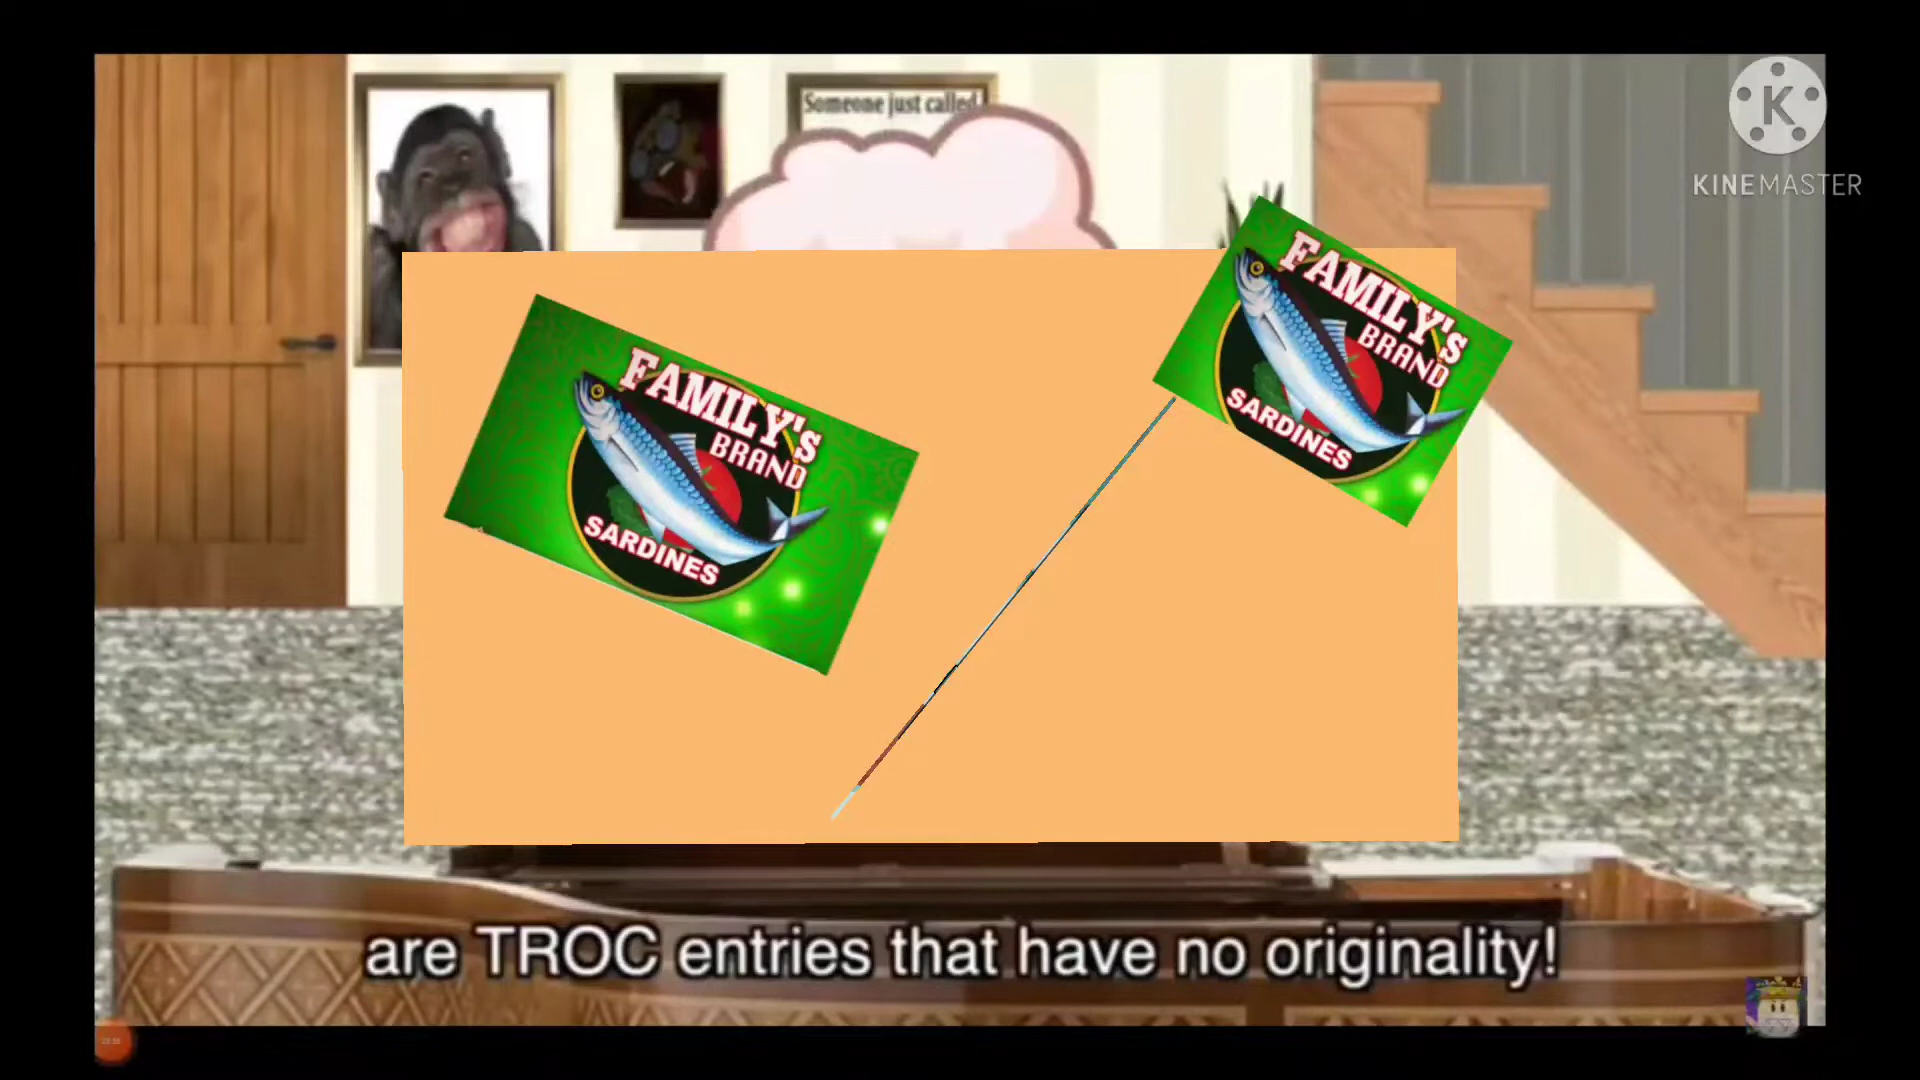 Someone just called
K
KINEMASTER
FAMILY's
BRAND
SARDINES
FAMILY's
BRAND
SARDINES
are TROC entries that have no originality!